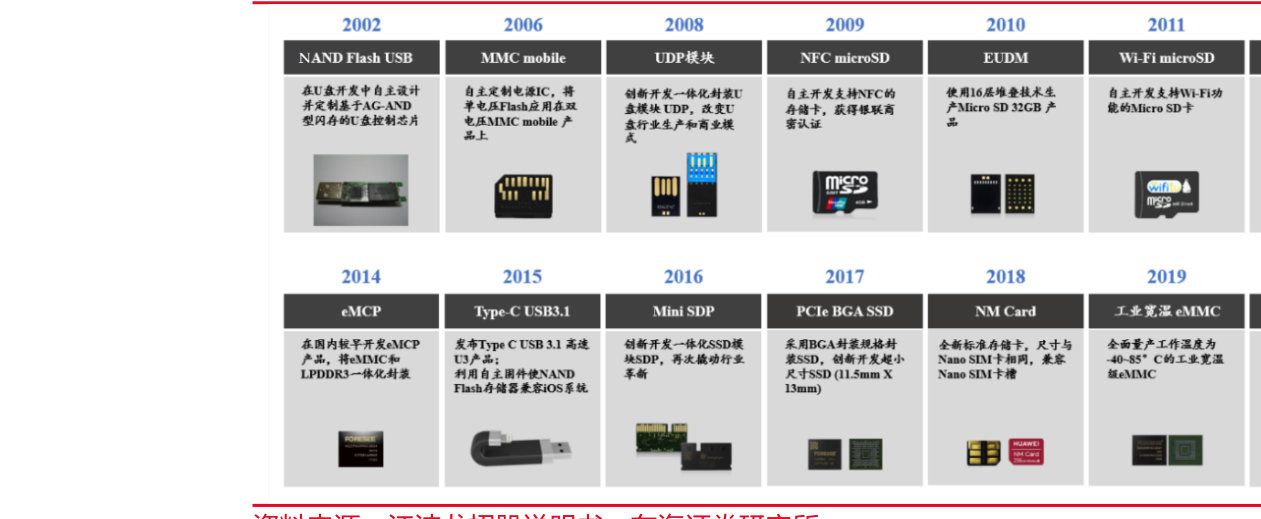 2002
2006
2008
2009
2010
2011
NAND Flash USB
MMC mobile
UDP模块
NFC microSD
EUDM
Wi-Fi microSD
在U盘开发中自主设计
并定制基于AG-AND
型闪存的U盘控制芯片
自主定制电源IC，将
单电压Flash应用在双
电压MMC mobile 产
品上
创新开发一体化封装U
盘模块 UDP，改变U
盘行业生产和商业模
式
自主开发支持NFC的
存储卡，获得银联商
密认证
使用16层堆叠技术生
产Micro SD 32GB 产
品
自主开发支持Wi-Fi功
能的Micro SD卡
micro
SD
4GB
wifi
micro
SD
2014
2015
2016
2017
2018
2019
eMCP
Type-C USB3.1
Mini SDP
PCIe BGA SSD
NM Card
工业宽温 eMMC
在国内较早开发eMCP
产品，将eMMC和
LPDDR3一体化封装
发布Type C USB 3.1 高速
U3产品；
利用自主固件使NAND
Flash存储器兼容iOS系统
创新开发一体化SSD模
块SDP，再次撬动行业
革新
采用BGA封装规格封
装SSD，创新开发超小
尺寸SSD (11.5mm X
13mm)
全新标准存储卡，尺寸与
Nano SIM卡相同，兼容
Nano SIM卡槽
全面量产工作温度为
-40~85°C的工业宽温
级eMMC
FORESEE
FORESEE
HUAWEI
NM Card